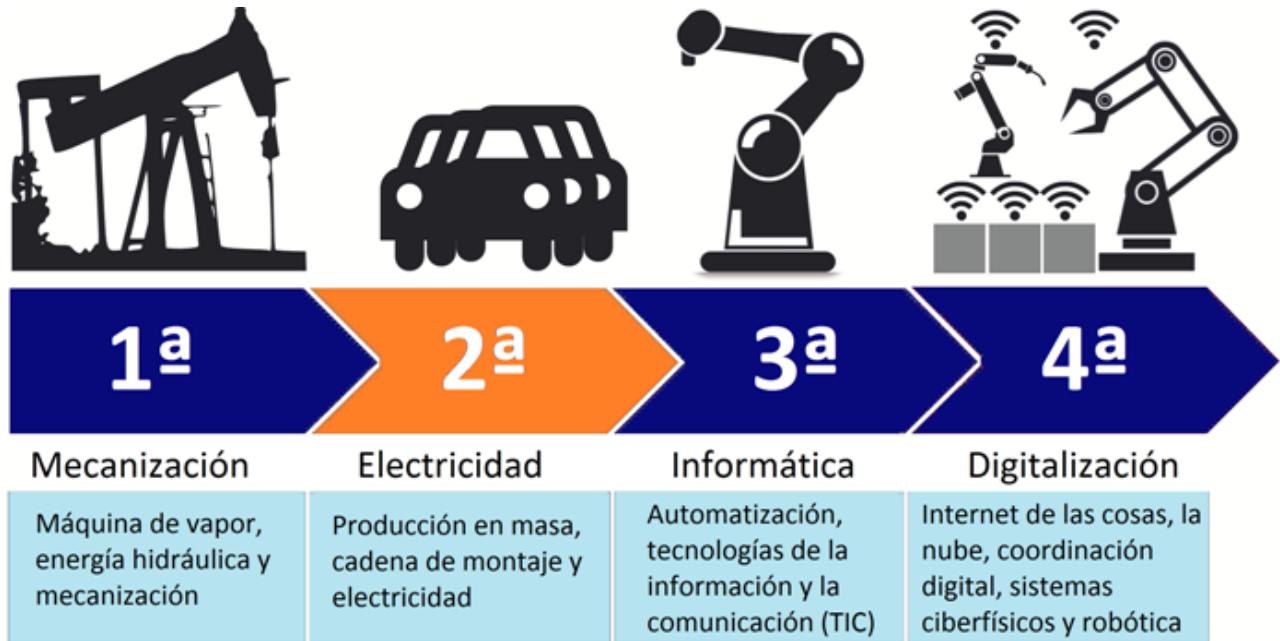 1ª
2ª
3ª
4ª
Mecanización
Electricidad
Informática
Digitalización
Máquina de vapor,
energía hidráulica y
mecanización
Producción en masa,
cadena de montaje y
electricidad
Automatización,
tecnologías de la
información y la
comunicación (TIC)
Internet de las cosas, la
nube, coordinación
digital, sistemas
ciberfísicos y robótica